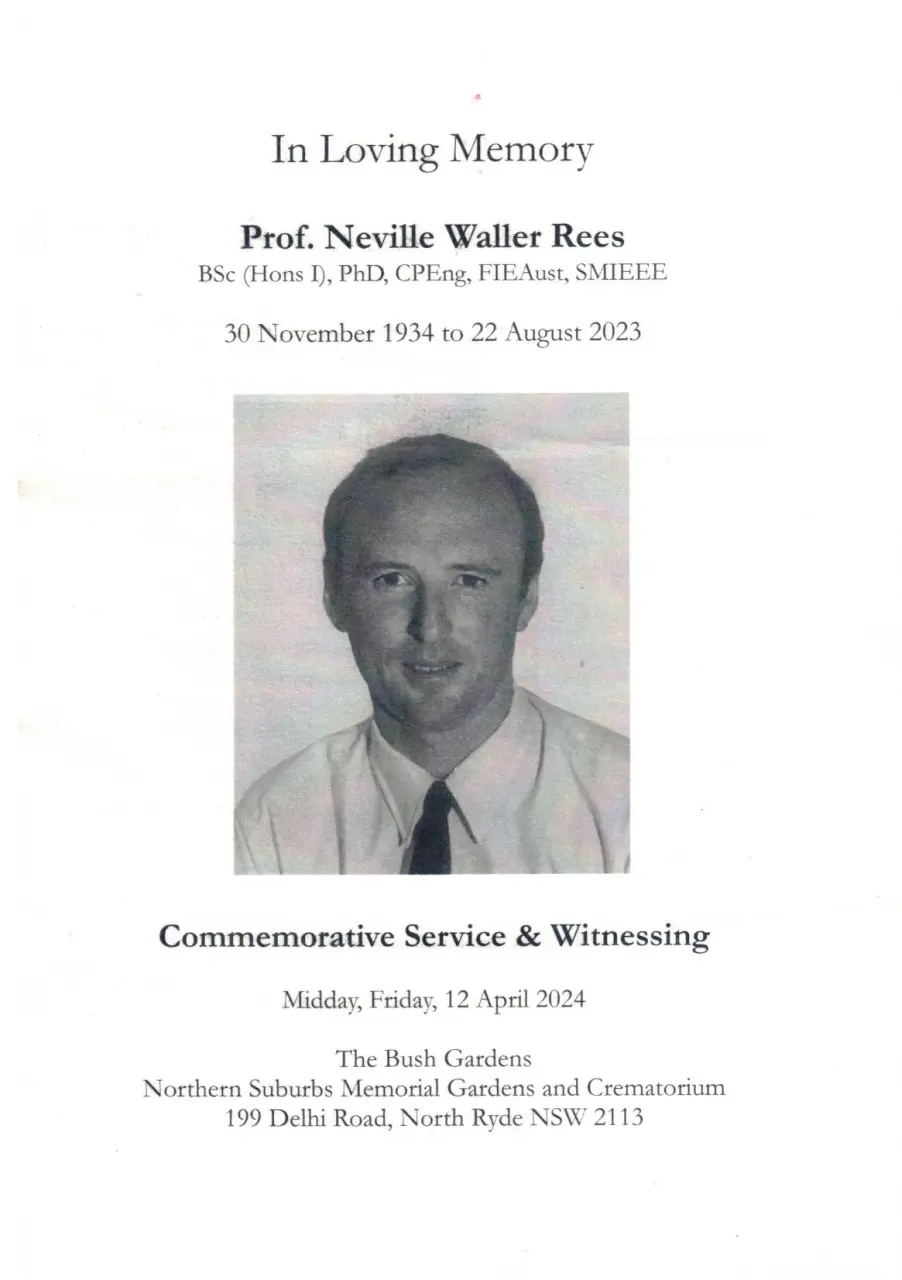 In Loving Memory
Prof. Neville Waller Rees
BSc (Hons I), PhD, CPEng, FIEAust, SMIEEE
30 November 1934 to 22 August 2023
Commemorative Service & Witnessing
Midday, Friday, 12 April 2024
The Bush Gardens
Northern Suburbs Memorial Gardens and Crematorium
199 Delhi Road, North Ryde NSW 2113